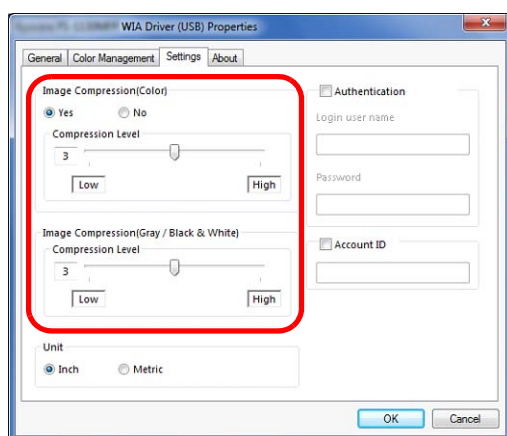 WIA Driver (USB) Properties
General Color Management Settings About
Image Compression(Color)
Yes No
Compression Level
3
Low High
Image Compression(Gray / Black & White)
Compression Level
3
Low High
Unit
Inch Metric
Authentication
Login user name
Password
Account ID
OK Cancel